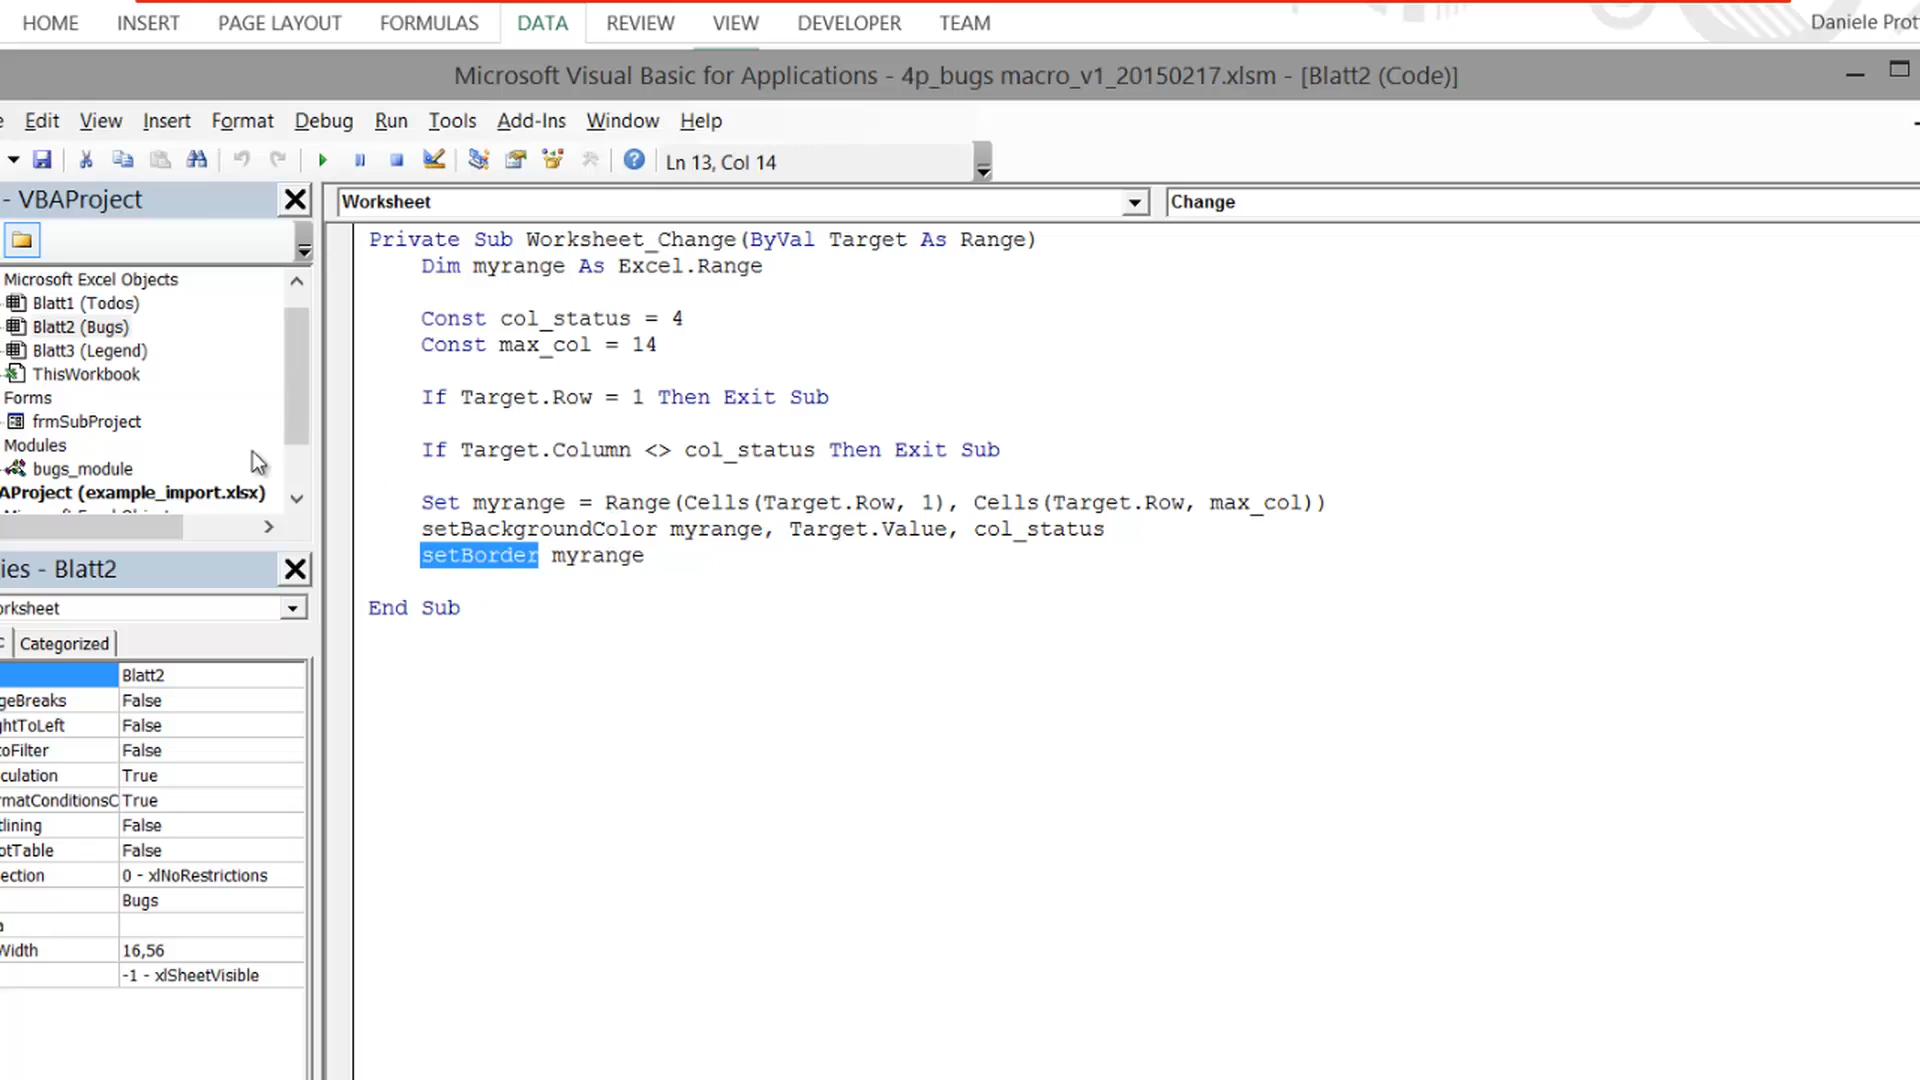 HOME INSERT PAGE LAYOUT FORMULAS DATA REVIEW VIEW DEVELOPER TEAM Daniele Prot
Microsoft Visual Basic for Applications - 4p_bugs macro_v1_20150217.xlsm - [Blatt2 (Code)]
e Edit View Insert Format Debug Run Tools Add-Ins Window Help
Ln 13, Col 14
- VBAProject
Microsoft Excel Objects
Blatt1 (Todos)
Blatt2 (Bugs)
Blatt3 (Legend)
ThisWorkbook
Forms
frmSubProject
Modules
bugs_module
AProject (example_import.xlsx)
ies - Blatt2
orksheet
Categorized
Blatt2
geBreaks False
ghtToLeft False
toFilter False
culation True
rmatConditionsC True
tlining False
otTable False
ection 0 - xlNoRestrictions
Bugs
a
Width 16,56
-1 - xlSheetVisible
Worksheet Change
Private Sub Worksheet_Change(ByVal Target As Range)
Dim myrange As Excel.Range
Const col_status = 4
Const max_col = 14
If Target.Row = 1 Then Exit Sub
If Target.Column <> col_status Then Exit Sub
Set myrange = Range(Cells(Target.Row, 1), Cells(Target.Row, max_col))
setBackgroundColor myrange, Target.Value, col_status
setBorder myrange
End Sub